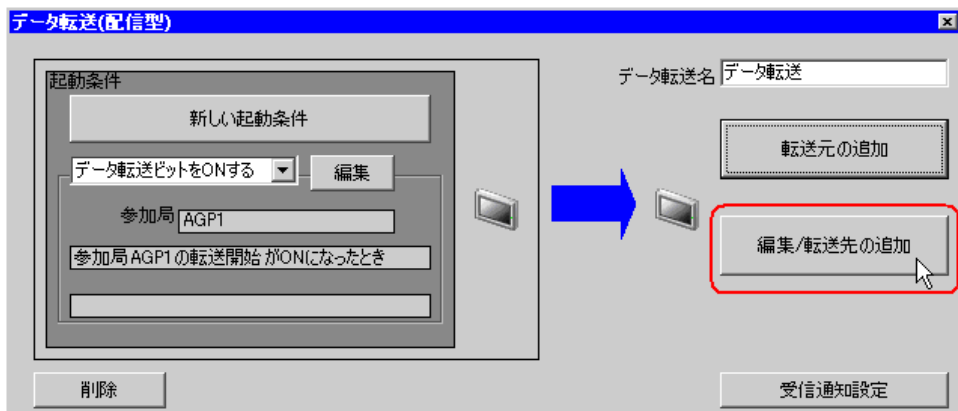 データ転送(配信型)
起動条件
新しい起動条件
データ転送ビットをONする
編集
参加局 AGP1
参加局 AGP1の転送開始 がONになったとき
データ転送名 データ転送
転送元の追加
編集/転送先の追加
削除
受信通知設定